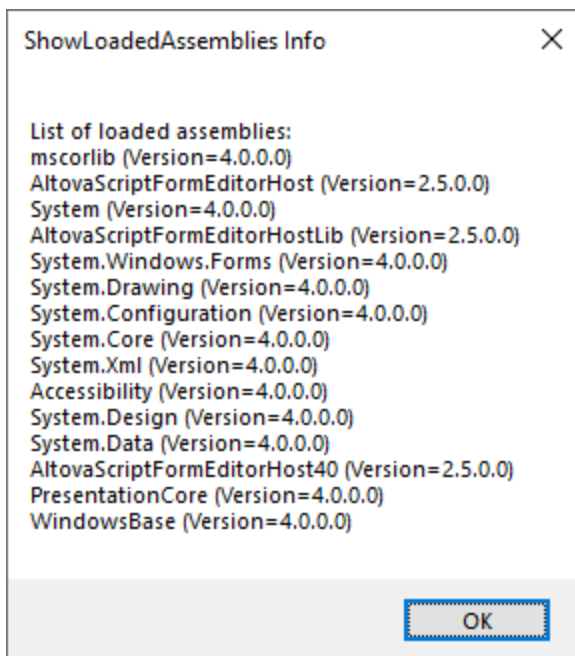 ShowLoadedAssemblies Info
List of loaded assemblies:
mscorlib (Version=4.0.0.0)
AltovaScriptFormEditorHost (Version=2.5.0.0)
System (Version=4.0.0.0)
AltovaScriptFormEditorHostLib (Version=2.5.0.0)
System.Windows.Forms (Version=4.0.0.0)
System.Drawing (Version=4.0.0.0)
System.Configuration (Version=4.0.0.0)
System.Core (Version=4.0.0.0)
System.Xml (Version=4.0.0.0)
Accessibility (Version=4.0.0.0)
System.Design (Version=4.0.0.0)
System.Data (Version=4.0.0.0)
AltovaScriptFormEditorHost40 (Version=2.5.0.0)
PresentationCore (Version=4.0.0.0)
WindowsBase (Version=4.0.0.0)
OK